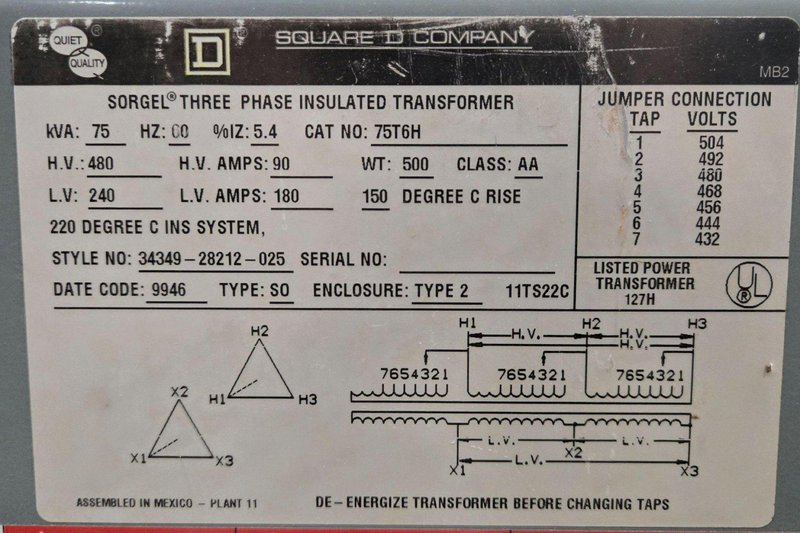 QUIET ®
QUALITY
D ®
SQUARE D COMPANY
MB2
SORGEL® THREE PHASE INSULATED TRANSFORMER
kVA: 75 HZ: 60 %IZ: 5.4 CAT NO: 75T6H
H.V.: 480 H.V. AMPS: 90 WT: 500 CLASS: AA
L.V: 240 L.V. AMPS: 180 150 DEGREE C RISE
220 DEGREE C INS SYSTEM,
STYLE NO: 34349-28212-025 SERIAL NO:
DATE CODE: 9946 TYPE: SO ENCLOSURE: TYPE 2 11TS22C
JUMPER CONNECTION
TAP VOLTS
1 504
2 492
3 480
4 468
5 456
6 444
7 432
LISTED POWER
TRANSFORMER
127H
UL ®
H2
H1 H3
X2
X1 X3
H1 H2 H3
H.V. H.V.
H.V.
7654321 7654321 7654321
L.V. L.V.
X2
L.V.
X1 X3
ASSEMBLED IN MEXICO - PLANT 11
DE-ENERGIZE TRANSFORMER BEFORE CHANGING TAPS